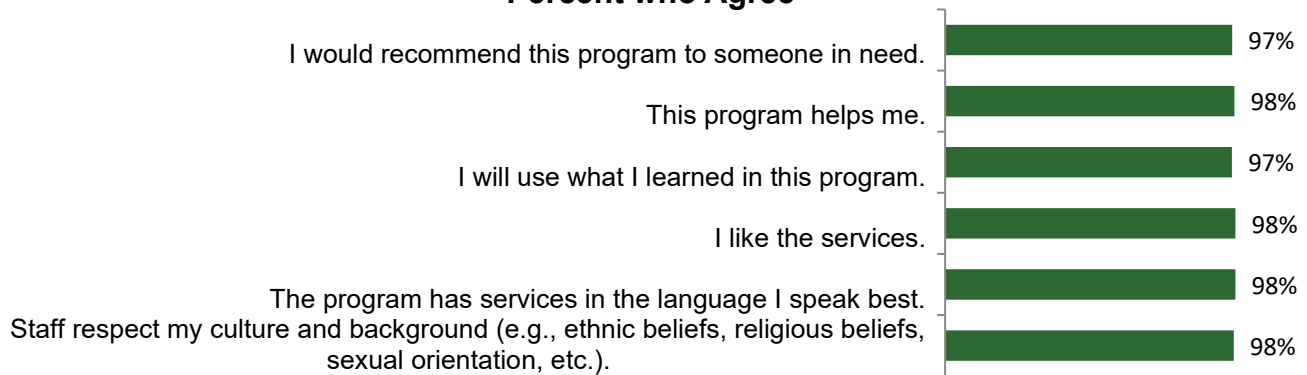 Percent who Agree
I would recommend this program to someone in need. 97%
This program helps me. 98%
I will use what I learned in this program. 97%
I like the services. 98%
The program has services in the language I speak best. 98%
Staff respect my culture and background (e.g., ethnic beliefs, religious beliefs,
sexual orientation, etc.). 98%